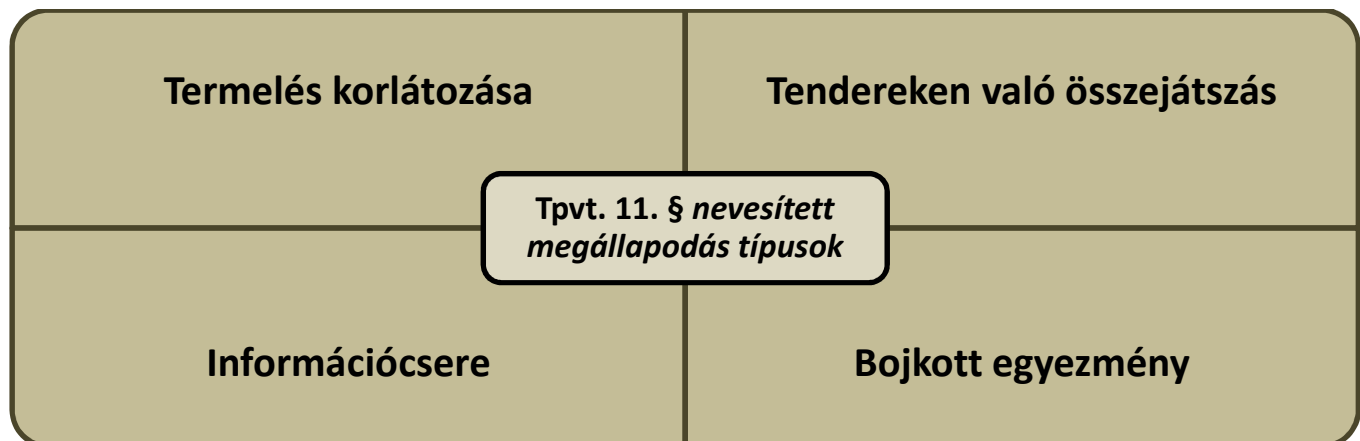 Termelés korlátozása
Tendereken való összejátszás
Tpvt. 11. § nevesített
megállapodás típusok
Információcsere
Bojkott egyezmény